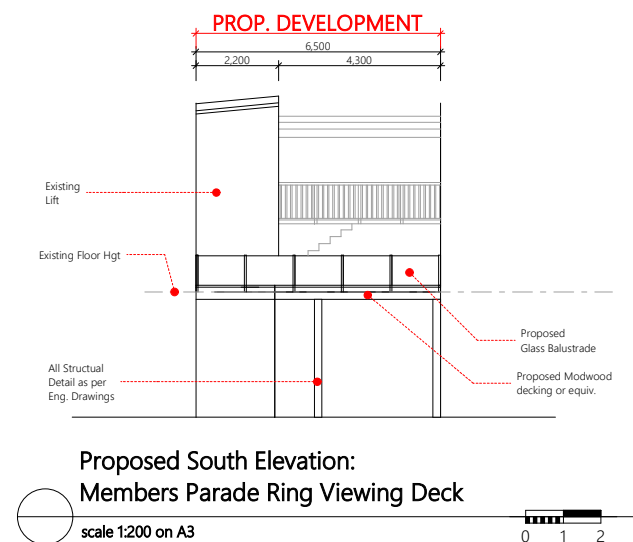 PROP. DEVELOPMENT
6,500
2,200
4,300
Existing
Lift
Existing Floor Hgt
Proposed
Glass Balustrade
All Structual
Detail as per
Eng. Drawings
Proposed Modwood
decking or equiv.
Proposed South Elevation:
Members Parade Ring Viewing Deck
scale 1:200 on A3
0 1 2